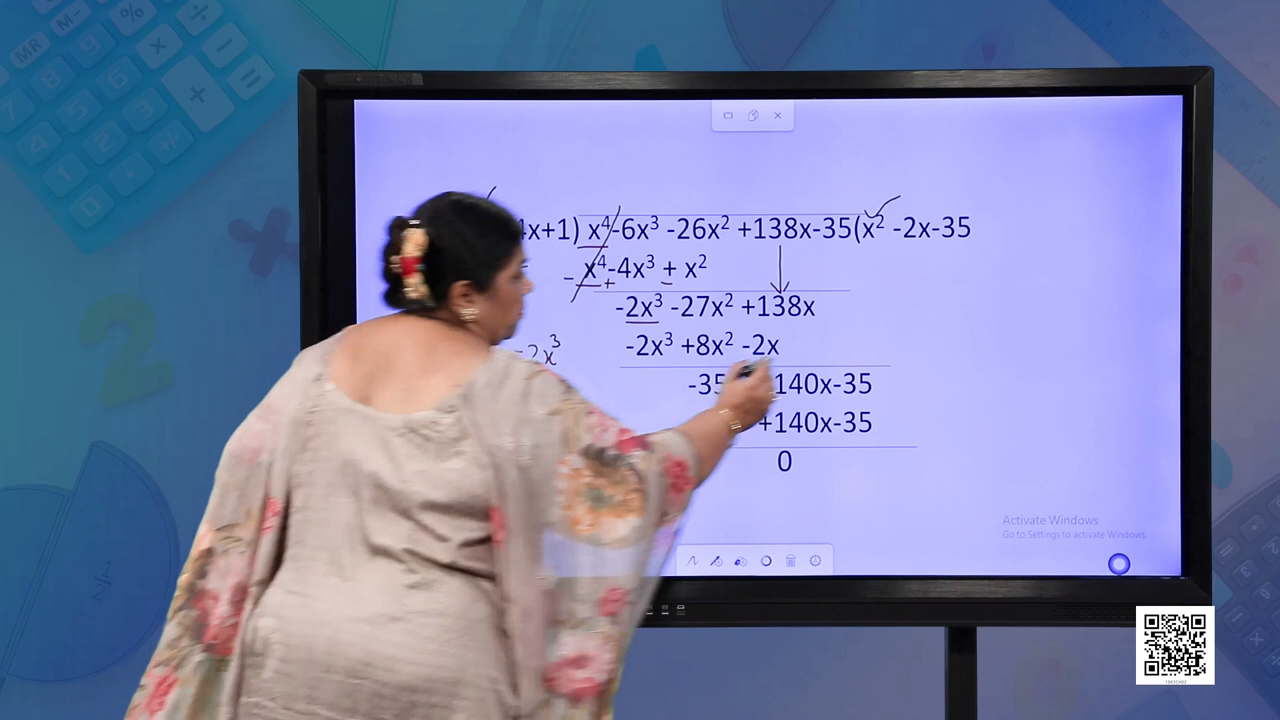 4x+1) x⁴-6x³ -26x² +138x-35(x² -2x-35
- x⁴-4x³ + x²
+ -
-2x³ -27x² +138x
-2x³
-2x³ +8x² -2x
-35 140x-35
+140x-35
0
Activate Windows
Go to Settings to activate Windows.